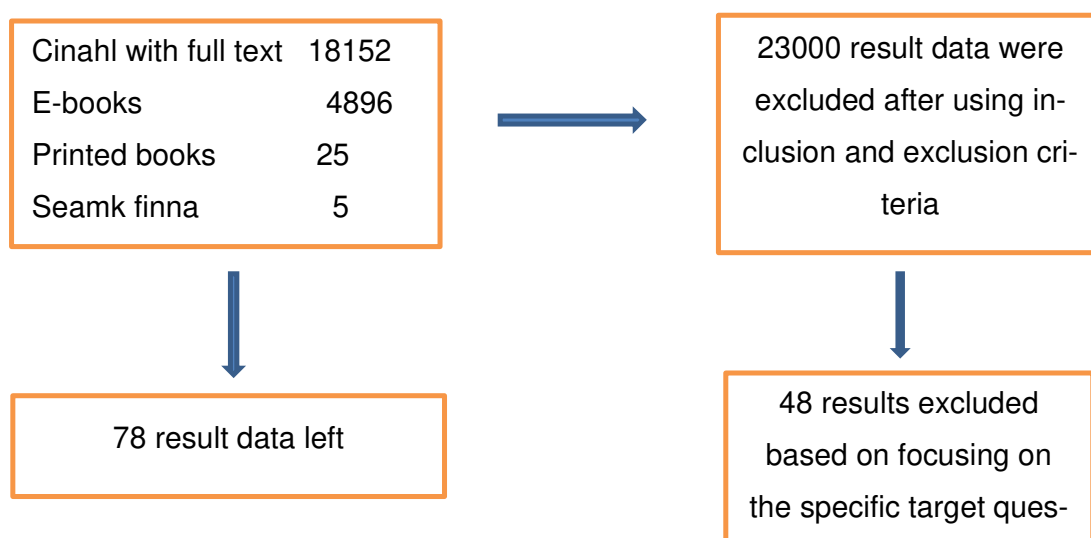 Cinahl with full text 18152
E-books 4896
Printed books 25
Seamk finna 5
23000 result data were
excluded after using in-
clusion and exclusion cri-
teria
78 result data left
48 results excluded
based on focusing on
the specific target ques-